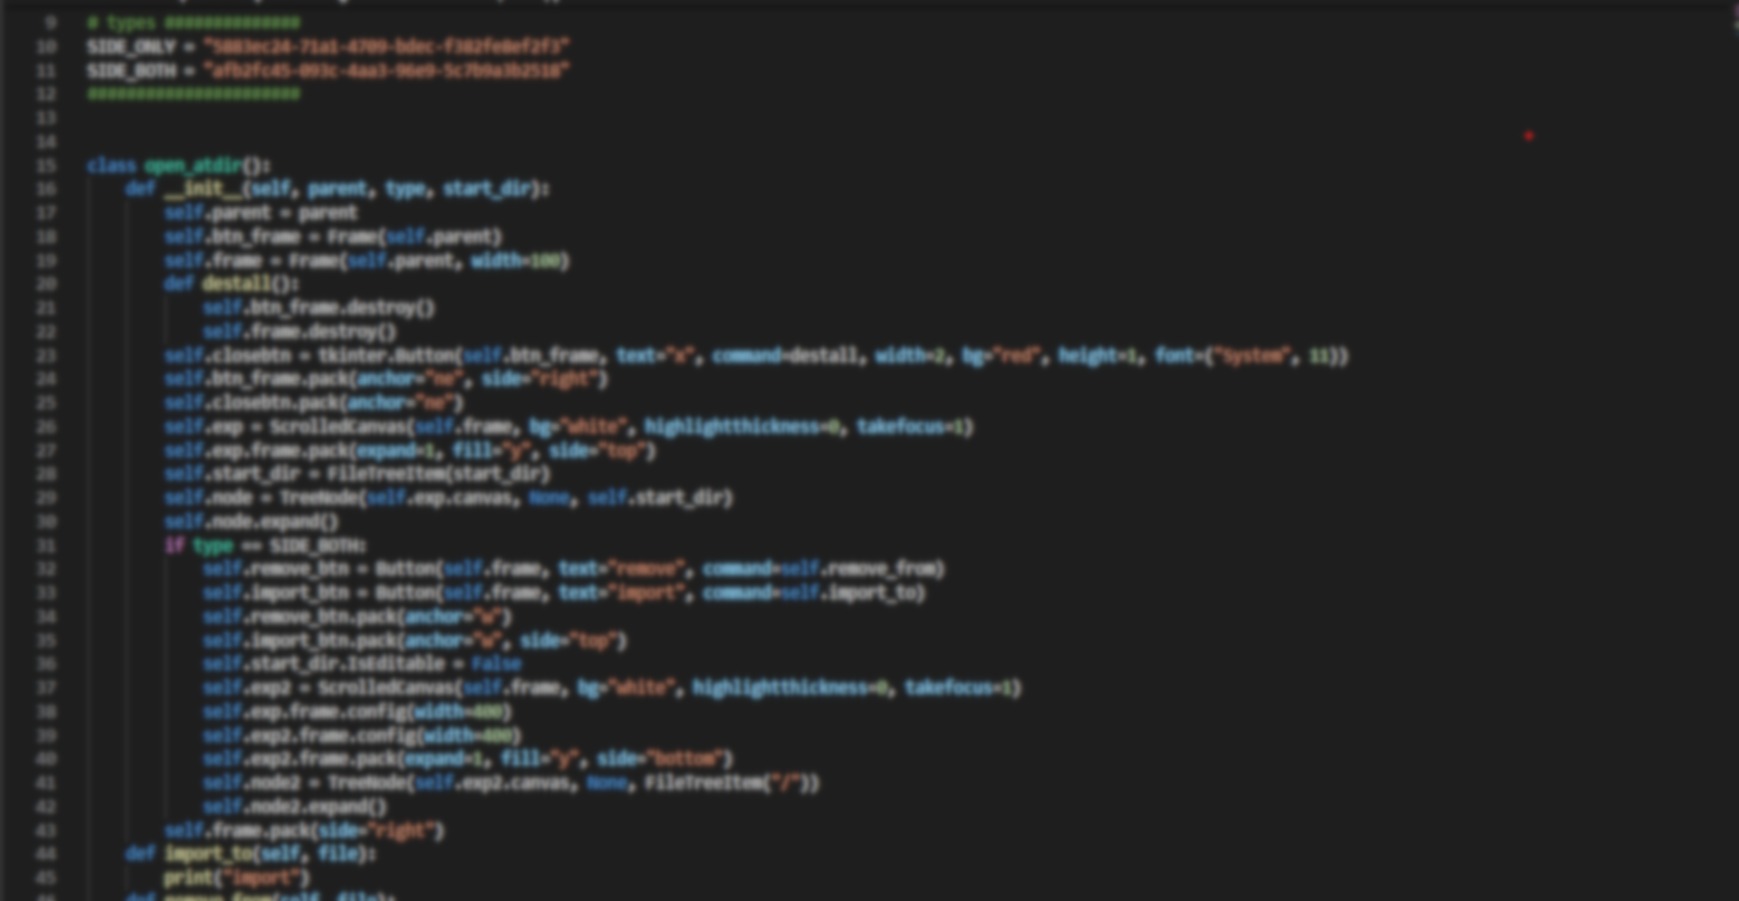 9 # types ##############
10 SIDE_ONLY =
11 SIDE_BOTH =
12 ######################
13
14
15 class open_atdir():
16 def __init__(self, parent, type, start_dir):
17 self.parent = parent
18 self.btn_frame = Frame(self.parent)
19 self.frame = Frame(self.parent, width=100)
20 def destall():
21 self.btn_frame.destroy()
22 self.frame.destroy()
23 self.closebtn = tkinter.Button(self.btn_frame, text="x", command=destall, width=2, bg="red", height=1, font=("System", 11))
24 self.btn_frame.pack(anchor="ne", side="right")
25 self.closebtn.pack(anchor="ne")
26 self.exp = ScrolledCanvas(self.frame, bg="white", highlightthickness=0, takefocus=1)
27 self.exp.frame.pack(expand=1, fill="y", side="top")
28 self.start_dir = FileTreeItem(start_dir)
29 self.node = TreeNode(self.exp.canvas, None, self.start_dir)
30 self.node.expand()
31 if type == SIDE_BOTH:
32 self.remove_btn = Button(self.frame, text="remove", command=self.remove_from)
33 self.import_btn = Button(self.frame, text="import", command=self.import_to)
34 self.remove_btn.pack(anchor="w")
35 self.import_btn.pack(anchor="w", side="top")
36 self.start_dir.IsEditable = False
37 self.exp2 = ScrolledCanvas(self.frame, bg="white", highlightthickness=0, takefocus=1)
38 self.exp.frame.config(width=400)
39 self.exp2.frame.config(width=400)
40 self.exp2.frame.pack(expand=1, fill="y", side="bottom")
41 self.node2 = TreeNode(self.exp2.canvas, None, FileTreeItem("/"))
42 self.node2.expand()
43 self.frame.pack(side="right")
44 def import_to(self, file):
45 print("import")